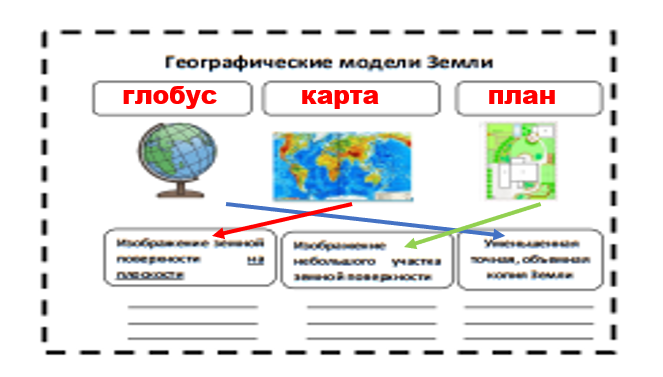 Географические модели Земли
глобус карта план
Изображение земной
поверхности на
плоскости
Изображение
небольшого участка
земной поверхности
Уменьшенная
точная, объемная
копия Земли